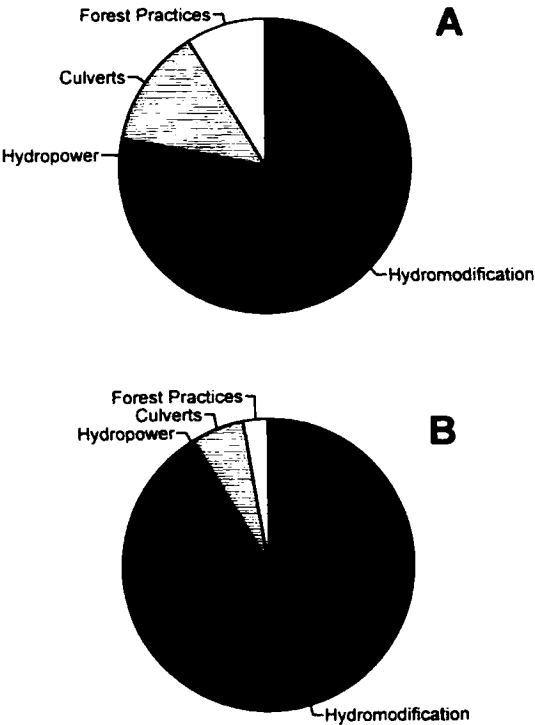 Forest Practices
A
Culverts
Hydropower
Hydromodification
Forest Practices
Culverts
B
Hydropower
Hydromodification